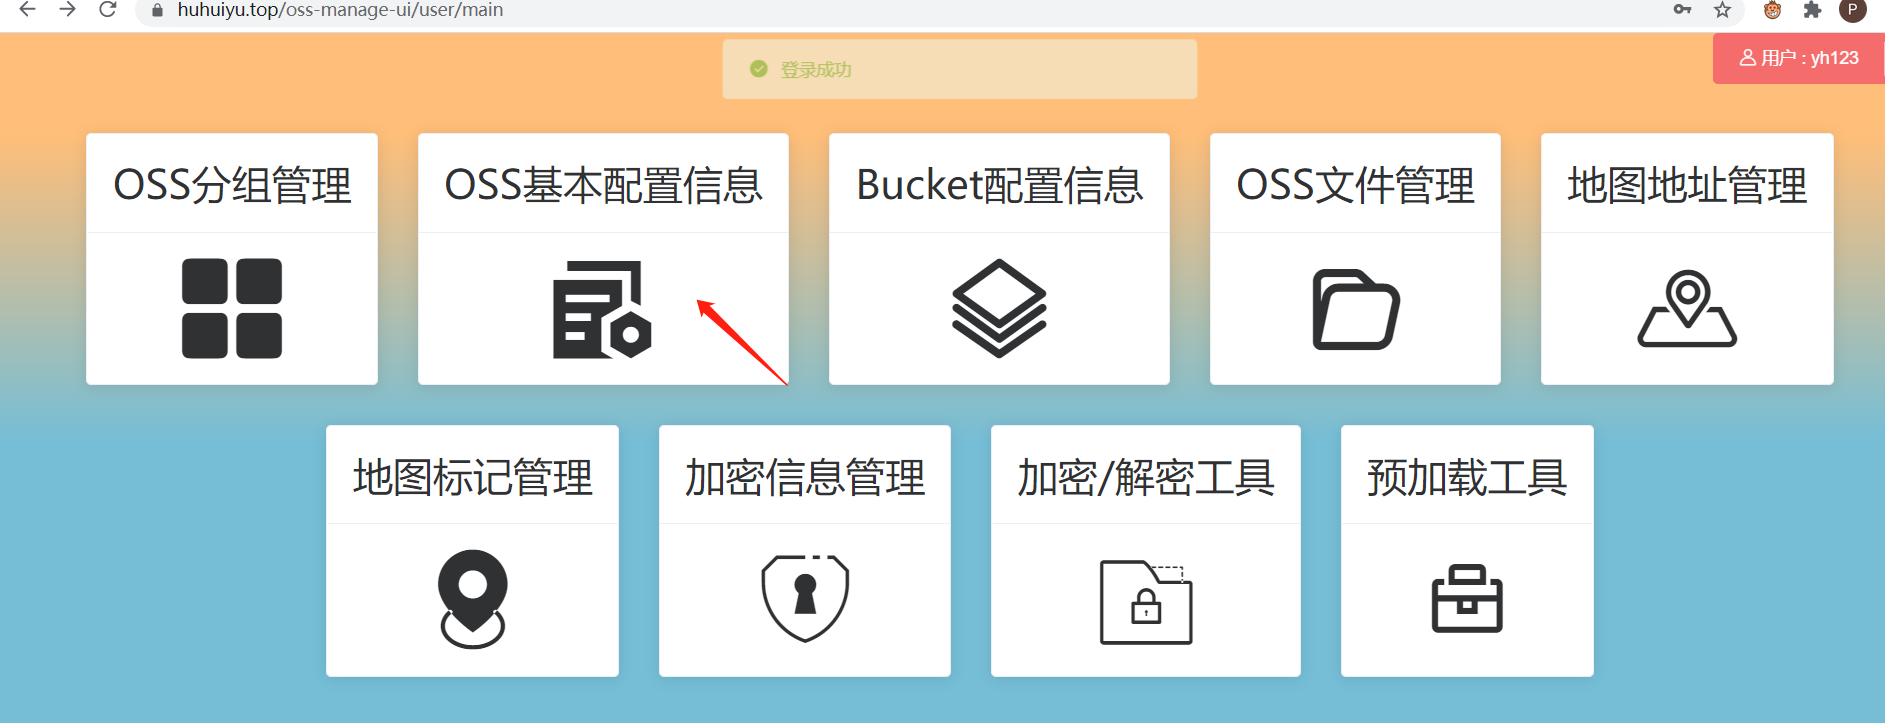 huhuiyu.top/oss-manage-ui/user/main
P
登录成功
用户 : yh123
OSS分组管理
OSS基本配置信息
Bucket配置信息
OSS文件管理
地图地址管理
地图标记管理
加密信息管理
加密/解密工具
预加载工具